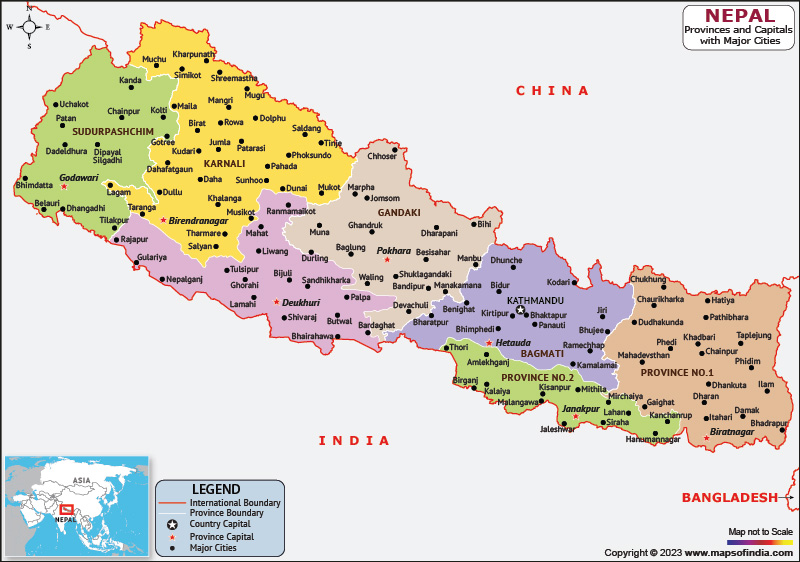 N
W
E
S
NEPAL
Provinces and Capitals
with Major Cities
CHINA
Kharpunath
Muchu
Simikot
Shreemastha
Kanda
Mugu
Mangri
Maila
Uchakot
Chainpur
Kolti
Patan
Birat
Rowa
Dolphu
SUDURPASHCHIM
Saldang
Gotree
Jumla
Patarasi
Tinje
Dadeldhura
Dipayal
Silgadhi
Kudari
Phoksundo
Chhoser
Dahafatgaun
KARNALI
Pahada
Godawari
Daha
Sunhoo
Bhimdatta
Lagam
Dullu
Dunai
Mukot
Marpha
Jomsom
Belauri
Dhangadhi
Taranga
Khalanga
Ranmamaikot
GANDAKI
Musikot
Birendranagar
Tilakpur
Ghandruk
Bihi
Tharmare
Mahat
Muna
Dharapani
Rajapur
Salyan
Liwang
Baglung
Pokhara
Besisahar
Gulariya
Durling
Manbu
Dhunche
Tulsipur
Bijuli
Shuklagandaki
Nepalganj
Ghorahi
Sandhikharka
Waling
Bandipur
Manakamana
Bidur
Kodari
Chukhung
Lamahi
Deukhuri
Palpa
KATHMANDU
Chaurikharka
Hatiya
Devachuli
Benighat
Shivaraj
Butwal
Bharatpur
Kirtipur
Bhaktapur
Jiri
Pathibhara
Bardaghat
Bhimphedi
Panauti
Dudhakunda
Bhairahawa
Bhujee
Khadbari
Taplejung
Hetauda
Thori
BAGMATI
Ramechhap
Phedi
Chainpur
Amlekhganj
Mahadevsthan
Phidim
Kamalamai
PROVINCE NO.2
PROVINCE NO.1
Birganj
Kalaiya
Kisanpur
Mithila
Dhankuta
Ilam
Malangawa
Mirchaiya
Dharan
Janakpur
Lahan
Gaighat
Damak
Kanchanrup
Itahari
Jaleshwar
Siraha
Biratnagar
Bhadrapur
Hanumannagar
INDIA
BANGLADESH
ASIA
NEPAL
LEGEND
International Boundary
Province Boundary
Country Capital
Province Capital
Major Cities
Map not to Scale
Copyright © 2023 www.mapsofindia.com